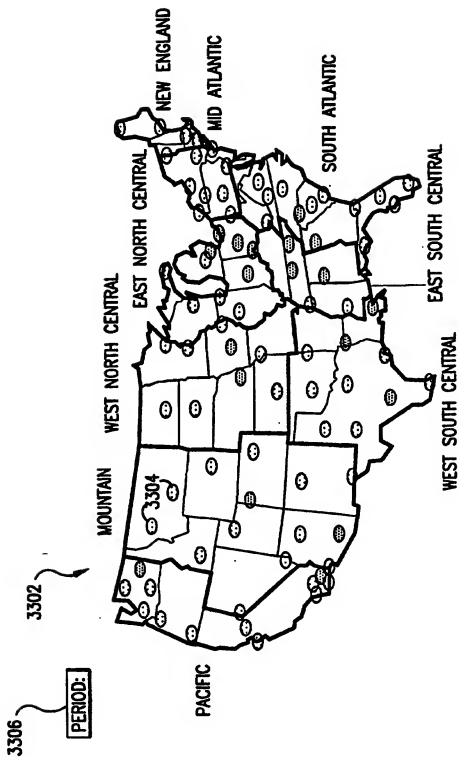 3306
PERIOD:
3302
PACIFIC
MOUNTAIN
3304
WEST NORTH CENTRAL
EAST NORTH CENTRAL
NEW ENGLAND
MID ATLANTIC
SOUTH ATLANTIC
EAST SOUTH CENTRAL
WEST SOUTH CENTRAL